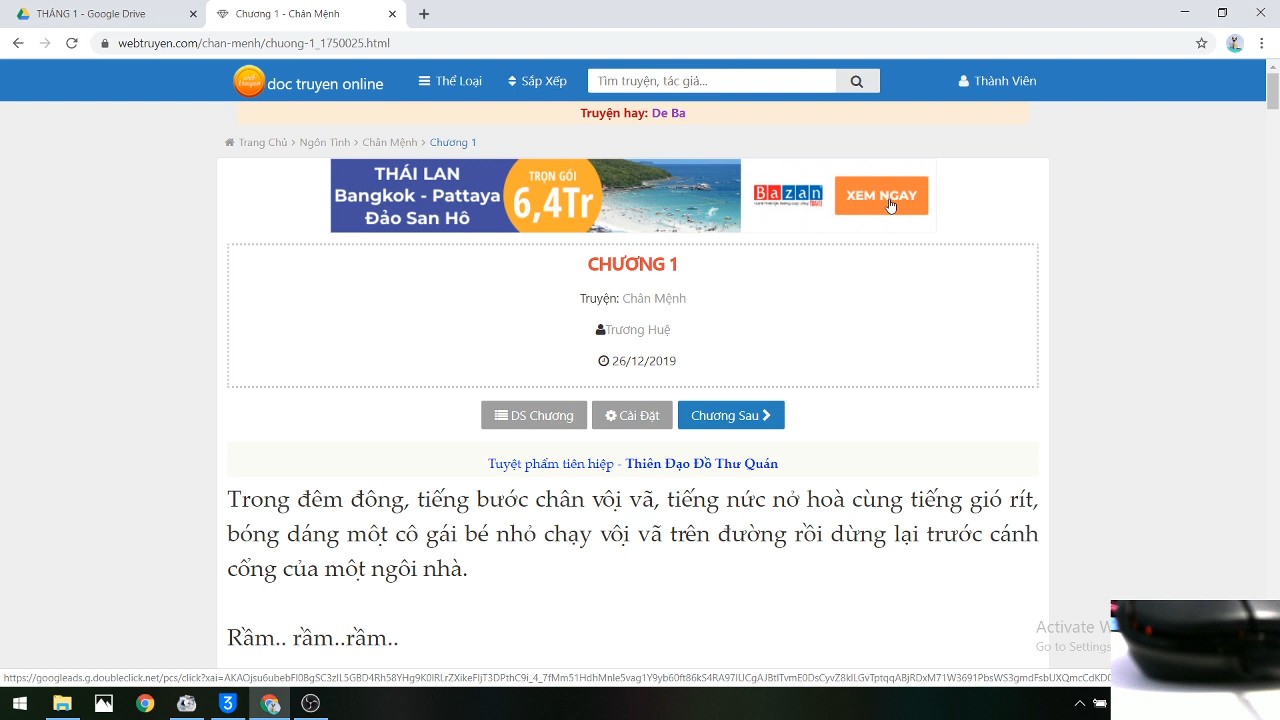 THÁNG 1 - Google Drive
Chương 1 - Chân Mệnh
webtruyen.com/chan-menh/chuong-1_1750025.html
doc truyen online
Thể Loại
Sắp Xếp
Tìm truyện, tác giả...
Thành Viên
Truyện hay: De Ba
Trang Chủ > Ngôn Tình > Chân Mệnh > Chương 1
THÁI LAN
Bangkok - Pattaya
Đảo San Hô
TRỌN GÓI
6,4Tr
Bazan
XEM NGAY
CHƯƠNG 1
Truyện: Chân Mệnh
Trương Huệ
26/12/2019
DS Chương
Cài Đặt
Chương Sau
Tuyệt phẩm tiên hiệp - Thiên Đạo Đồ Thư Quán
Trong đêm đông, tiếng bước chân vội vã, tiếng nức nở hoà cùng tiếng gió rít,
bóng dáng một cô gái bé nhỏ chạy vội vã trên đường rồi dừng lại trước cánh
cổng của một ngôi nhà.
Rầm.. rầm..rầm..
Activate W
Go to Settings